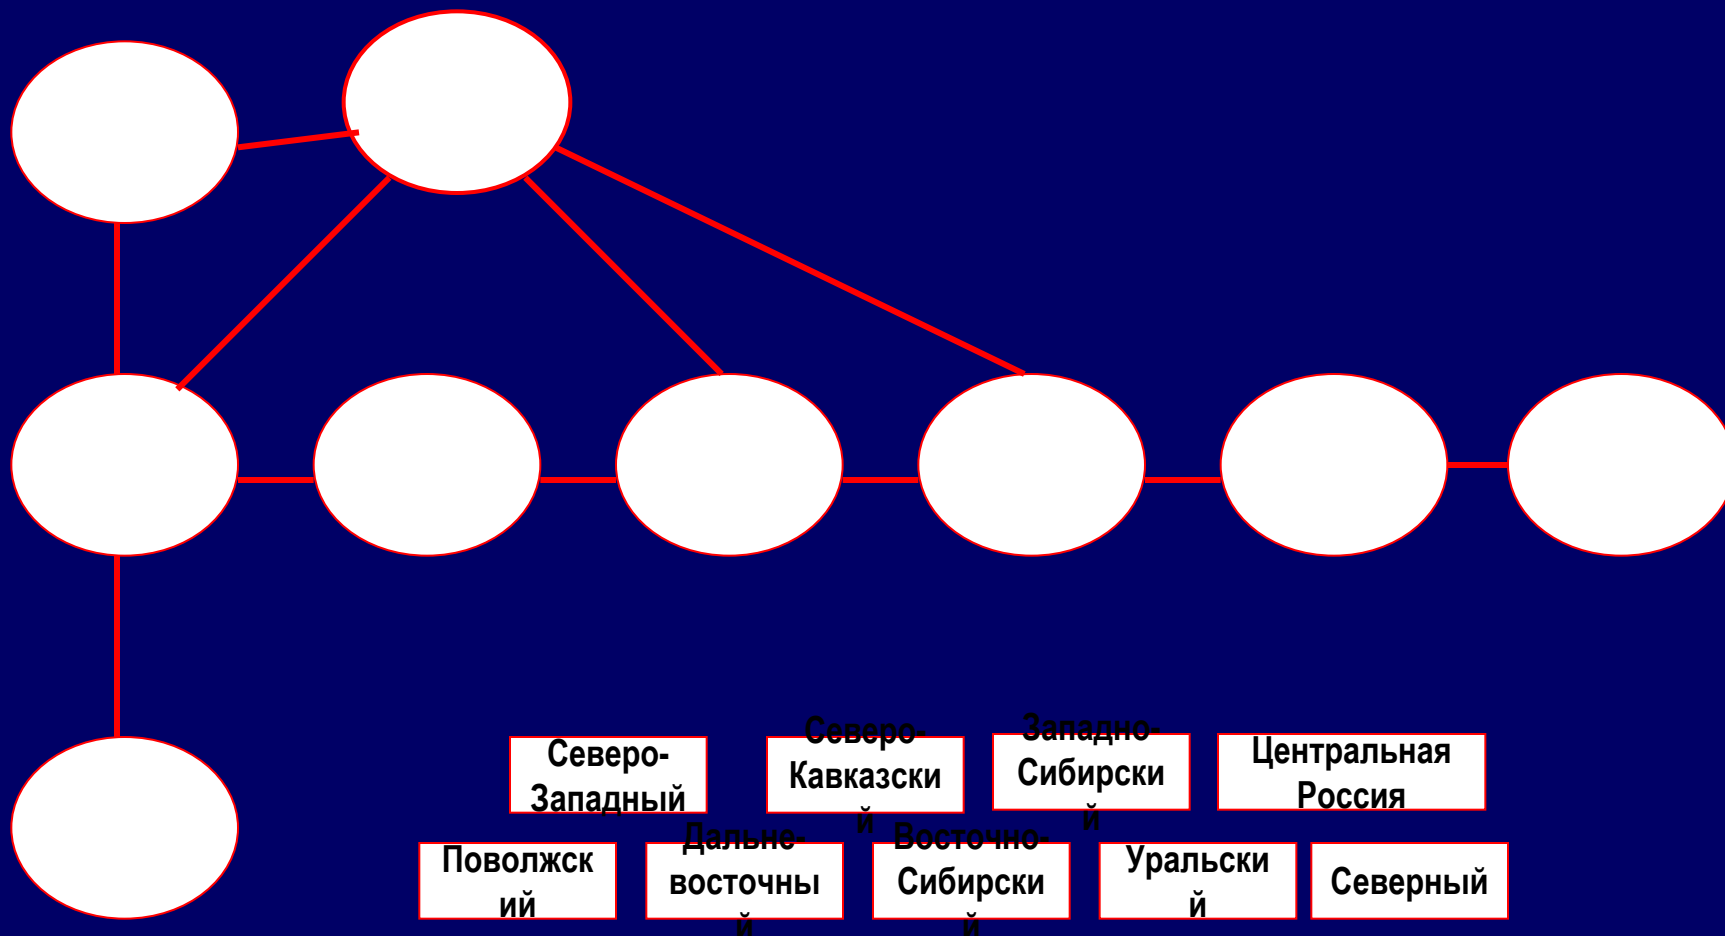 Северо-
Западный
Северо-
Кавказски
й
Западно-
Сибирски
й
Центральная
Россия
Поволжск
ий
Дальне-
восточны
й
Восточно-
Сибирски
й
Уральски
й
Северный